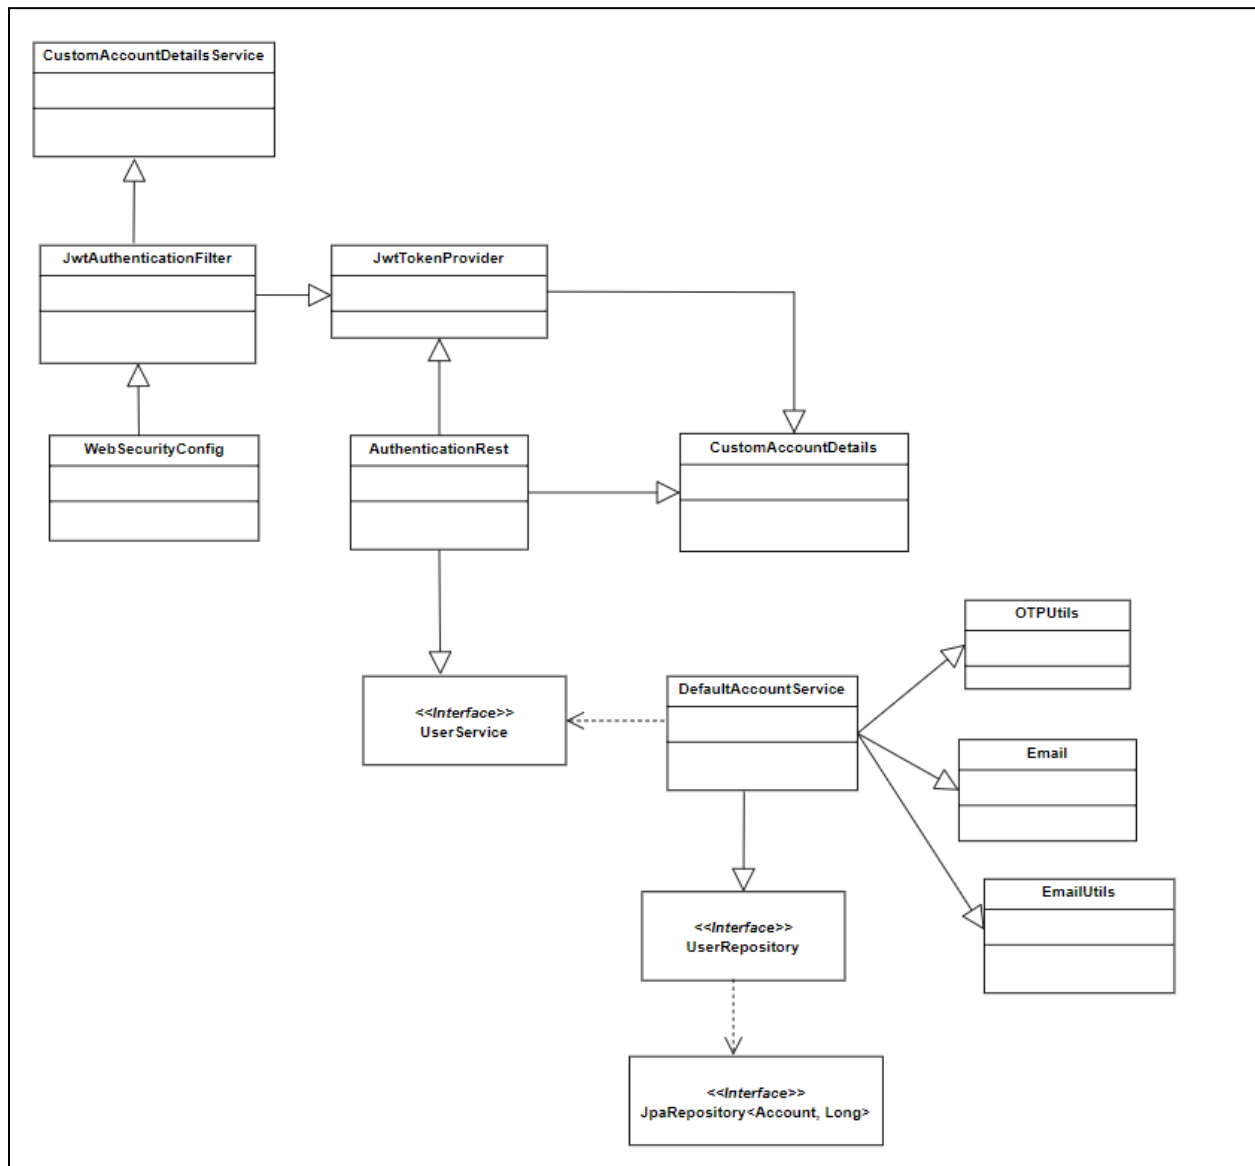 CustomAccountDetailsService
JwtAuthenticationFilter
JwtTokenProvider
WebSecurityConfig
AuthenticationRest
CustomAccountDetails
OTPUtils
<<Interface>>
UserService
DefaultAccountService
Email
EmailUtils
<<Interface>>
UserRepository
<<Interface>>
JpaRepository<Account, Long>